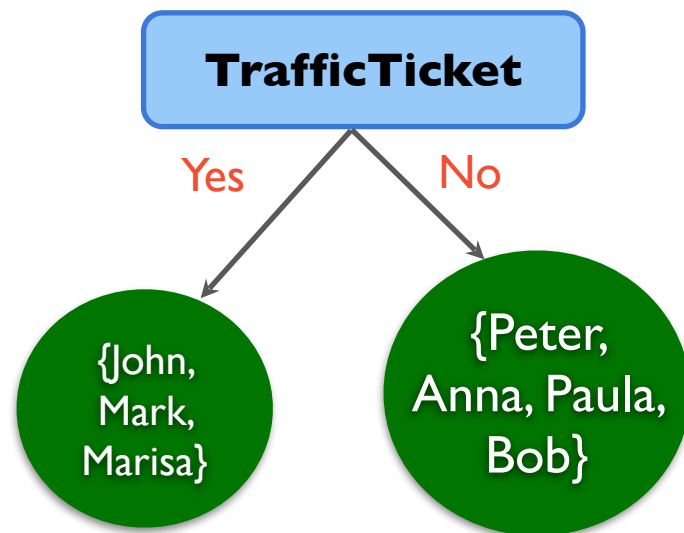 TrafficTicket
Yes
No
{John,
Mark,
Marisa}
{Peter,
Anna, Paula,
Bob}